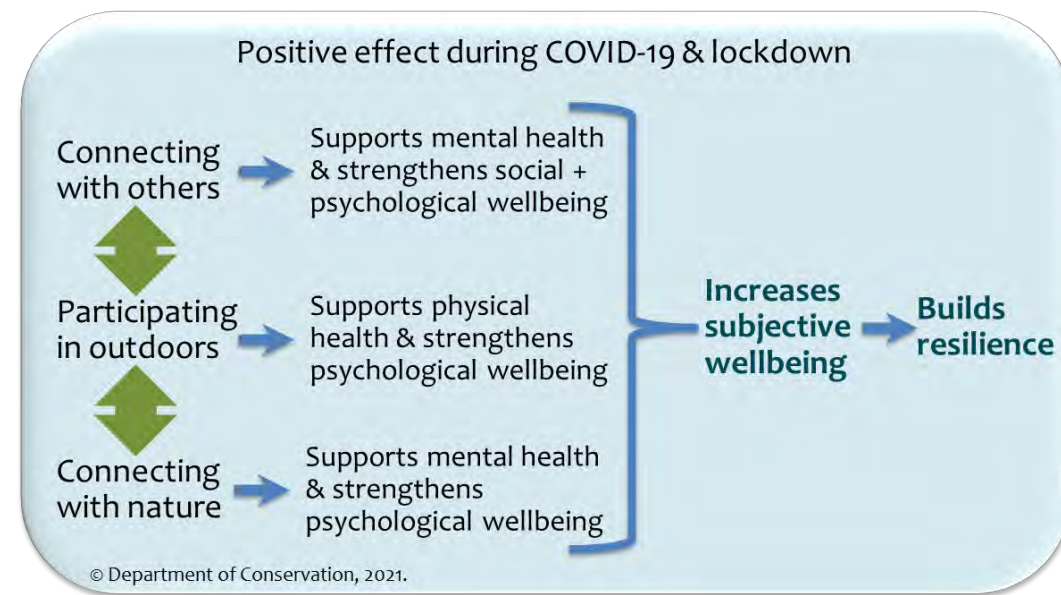 Positive effect during COVID-19 & lockdown
Connecting
with others
Supports mental health
& strengthens social +
psychological wellbeing
Participating
in outdoors
Supports physical
health & strengthens
psychological wellbeing
Connecting
with nature
Supports mental health
& strengthens
psychological wellbeing
Increases
subjective
wellbeing
Builds
resilience
© Department of Conservation, 2021.